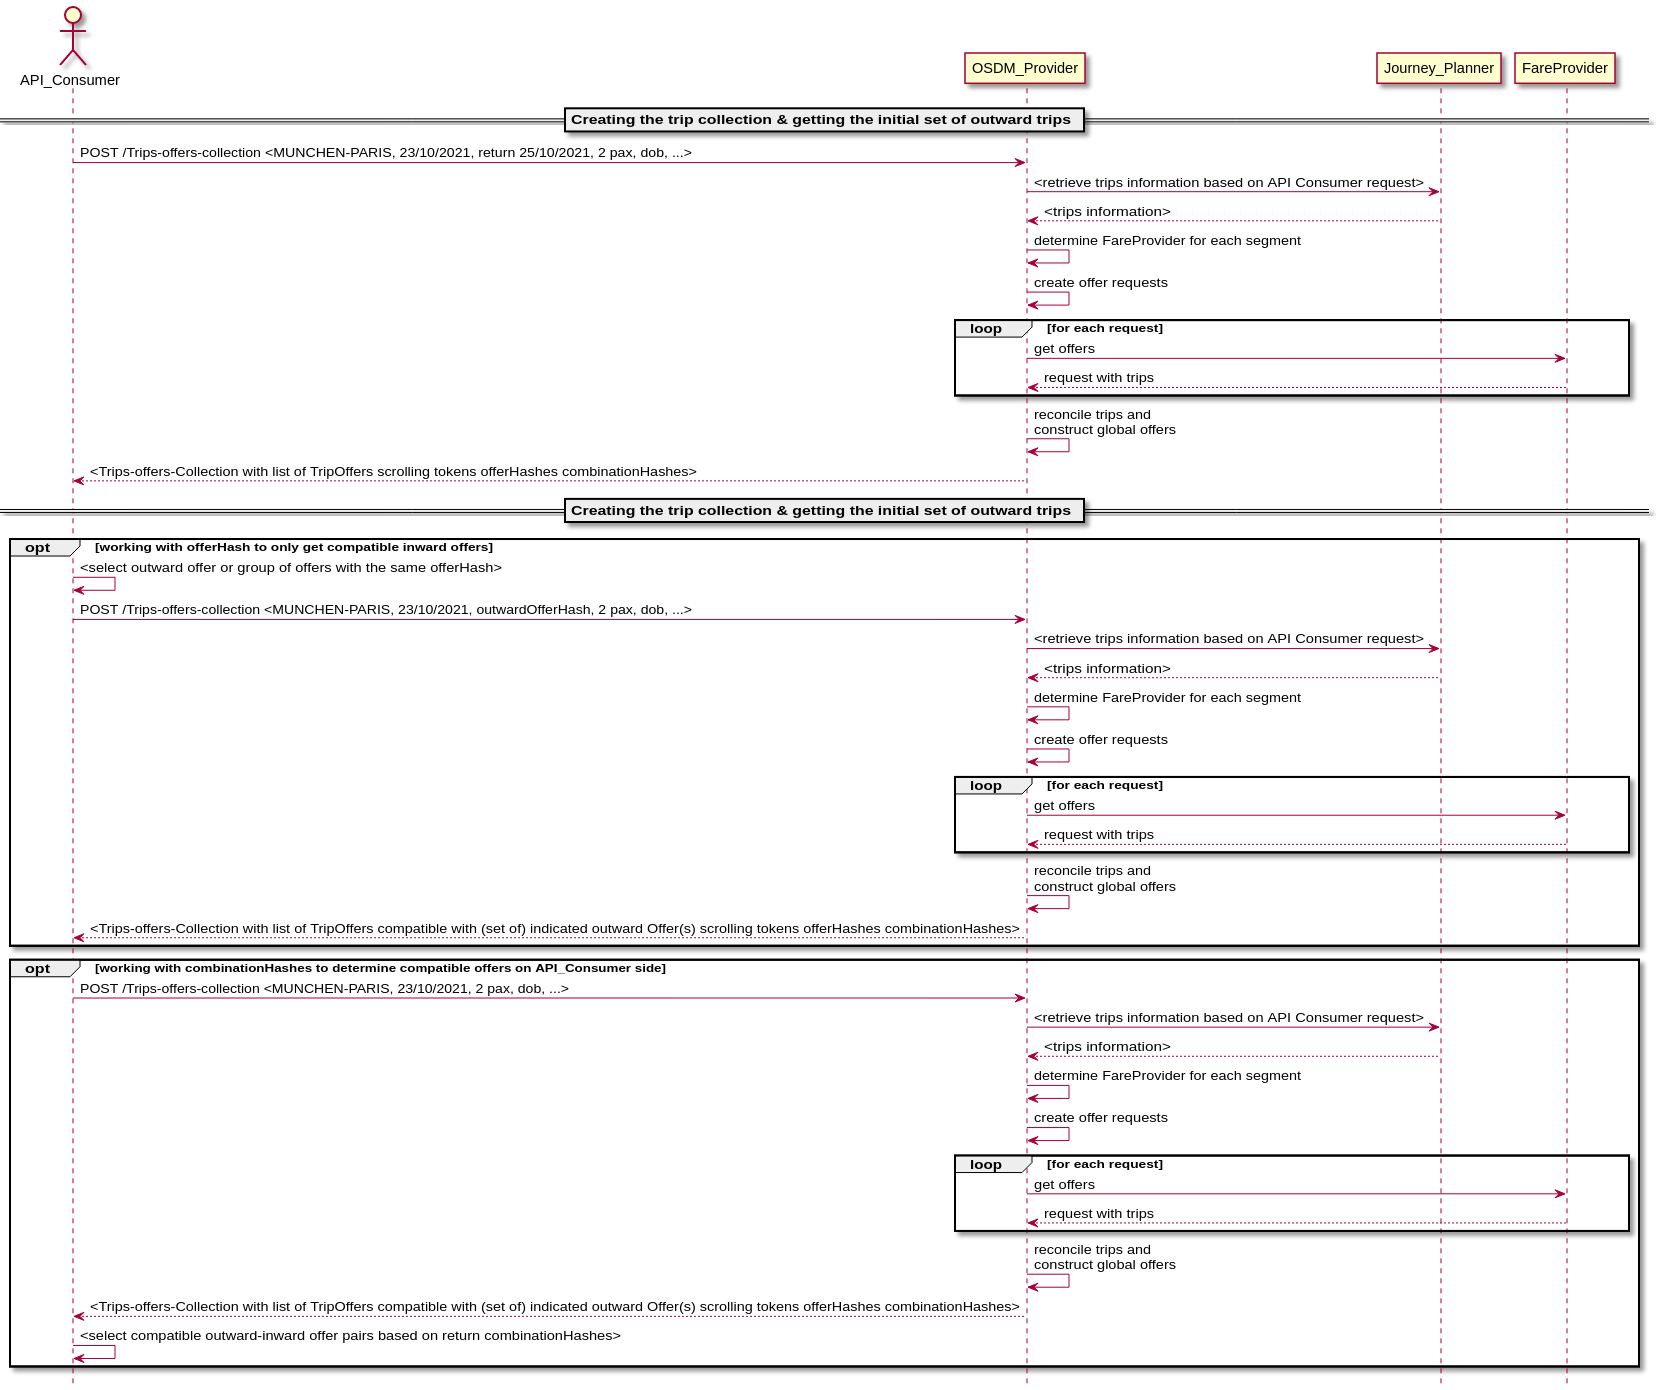 API_Consumer
OSDM_Provider
Journey_Planner
FareProvider
Creating the trip collection & getting the initial set of outward trips
POST /Trips-offers-collection <MUNCHEN-PARIS, 23/10/2021, return 25/10/2021, 2 pax, dob, ...>
<retrieve trips information based on API Consumer request>
<trips information>
determine FareProvider for each segment
create offer requests
loop [for each request]
get offers
request with trips
reconcile trips and
construct global offers
<Trips-offers-Collection with list of TripOffers scrolling tokens offerHashes combinationHashes>
Creating the trip collection & getting the initial set of outward trips
opt [working with offerHash to only get compatible inward offers]
<select outward offer or group of offers with the same offerHash>
POST /Trips-offers-collection <MUNCHEN-PARIS, 23/10/2021, outwardOfferHash, 2 pax, dob, ...>
<retrieve trips information based on API Consumer request>
<trips information>
determine FareProvider for each segment
create offer requests
loop [for each request]
get offers
request with trips
reconcile trips and
construct global offers
<Trips-offers-Collection with list of TripOffers compatible with (set of) indicated outward Offer(s) scrolling tokens offerHashes combinationHashes>
opt [working with combinationHashes to determine compatible offers on API_Consumer side]
POST /Trips-offers-collection <MUNCHEN-PARIS, 23/10/2021, 2 pax, dob, ...>
<retrieve trips information based on API Consumer request>
<trips information>
determine FareProvider for each segment
create offer requests
loop [for each request]
get offers
request with trips
reconcile trips and
construct global offers
<Trips-offers-Collection with list of TripOffers compatible with (set of) indicated outward Offer(s) scrolling tokens offerHashes combinationHashes>
<select compatible outward-inward offer pairs based on return combinationHashes>